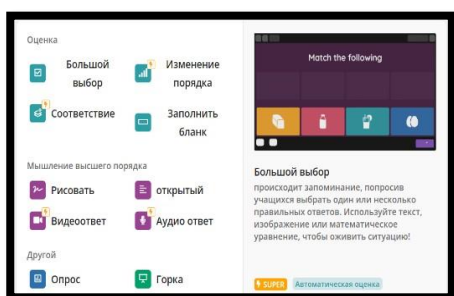 Оценка
Большой выбор
Изменение порядка
Соответствие
Заполнить бланк
Мышление высшего порядка
Рисовать
открытый
Видеоответ
Аудио ответ
Другой
Опрос
Горка
Match the following
Большой выбор
происходит запоминание, попросив
учащихся выбрать один или несколько
правильных ответов. Используйте текст,
изображение или математическое
уравнение, чтобы оживить ситуацию!
SUPER
Автоматическая оценка